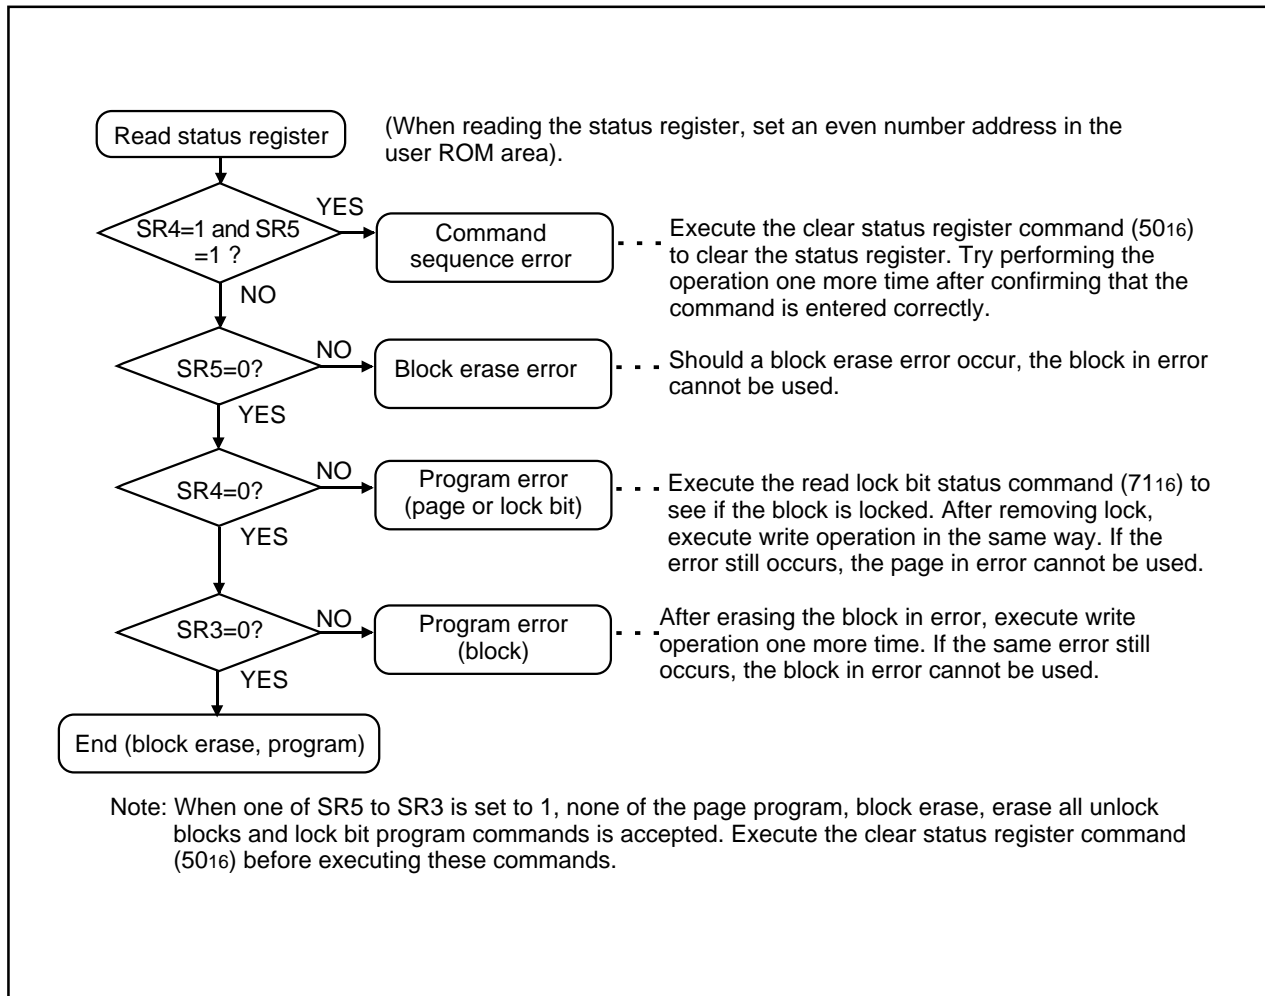 Read status register
(When reading the status register, set an even number address in the
user ROM area).
SR4=1 and SR5
=1 ?
YES
Command
sequence error
Execute the clear status register command (5016)
to clear the status register. Try performing the
operation one more time after confirming that the
command is entered correctly.
NO
SR5=0?
NO
Block erase error
Should a block erase error occur, the block in error
cannot be used.
YES
SR4=0?
NO
Program error
(page or lock bit)
Execute the read lock bit status command (7116) to
see if the block is locked. After removing lock,
execute write operation in the same way. If the
error still occurs, the page in error cannot be used.
YES
SR3=0?
NO
Program error
(block)
After erasing the block in error, execute write
operation one more time. If the same error still
occurs, the block in error cannot be used.
YES
End (block erase, program)
Note: When one of SR5 to SR3 is set to 1, none of the page program, block erase, erase all unlock
blocks and lock bit program commands is accepted. Execute the clear status register command
(5016) before executing these commands.